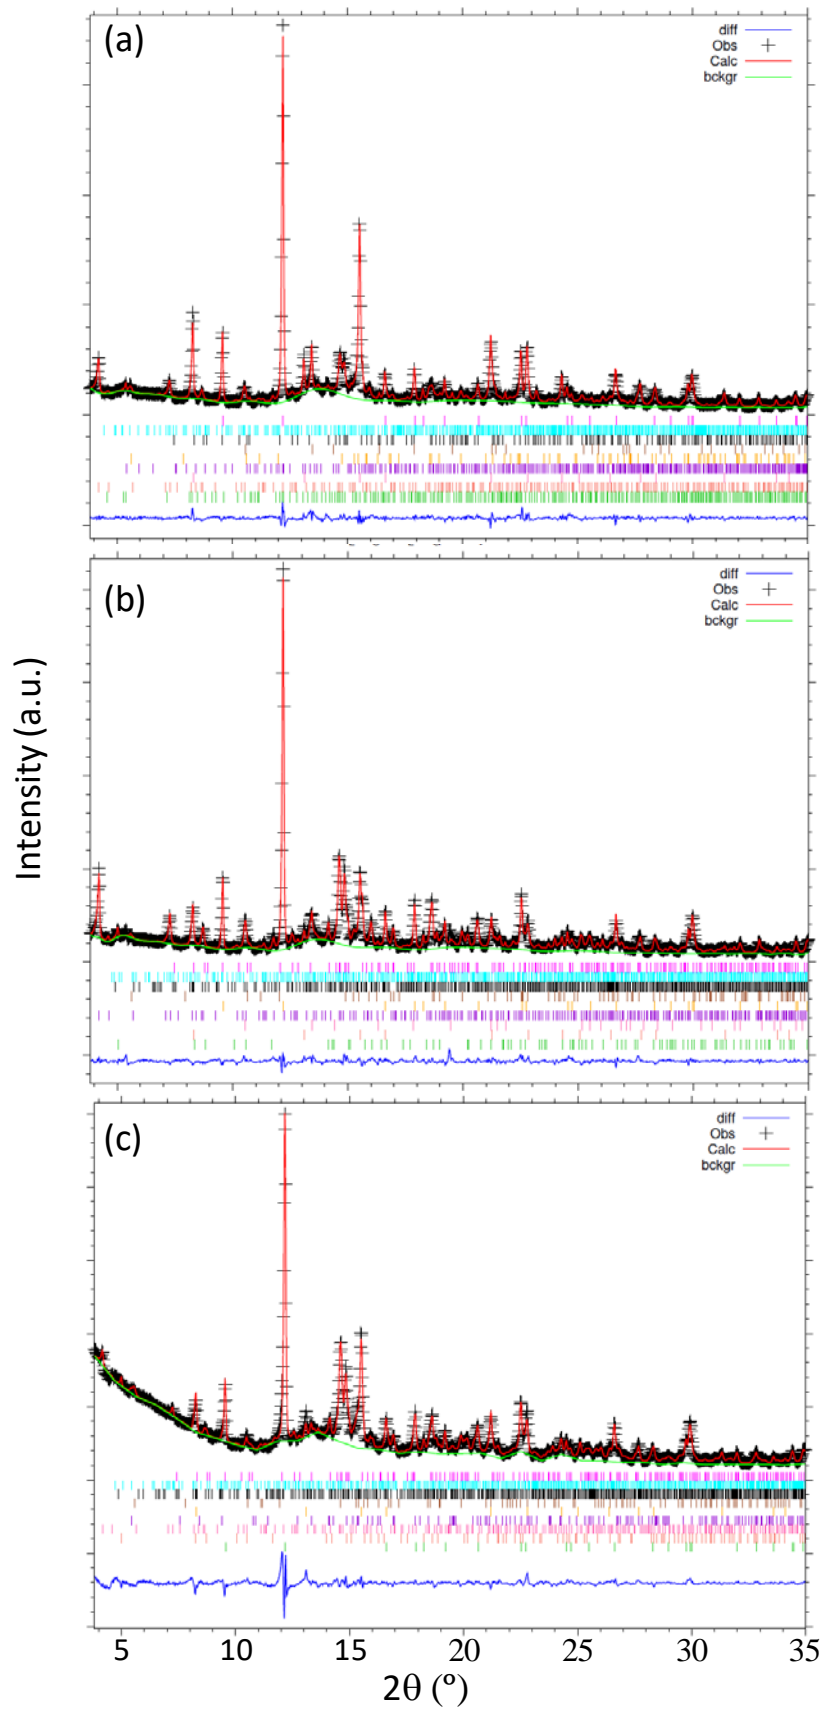 (a)
diff
Obs
Calc
bckgr
(b)
diff
Obs
Calc
bckgr
Intensity (a.u.)
(c)
diff
Obs
Calc
bckgr
5 10 15 20 25 30 35
2θ (º)